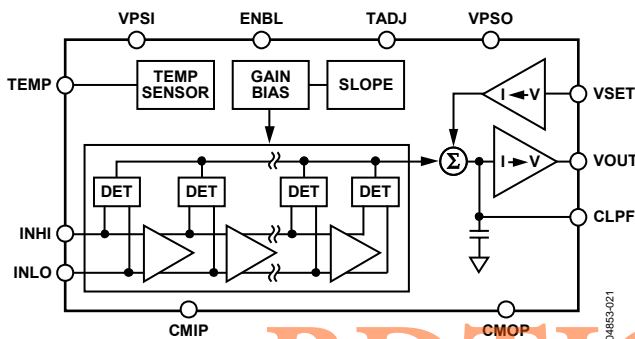 VPSI ENBL TADJ VPSO
TEMP
TEMP
SENSOR
GAIN
BIAS
SLOPE
I V
VSET
Σ
I V
VOUT
DET DET DET DET
CLPF
INHI
INLO
CMIP CMOP
04853-021